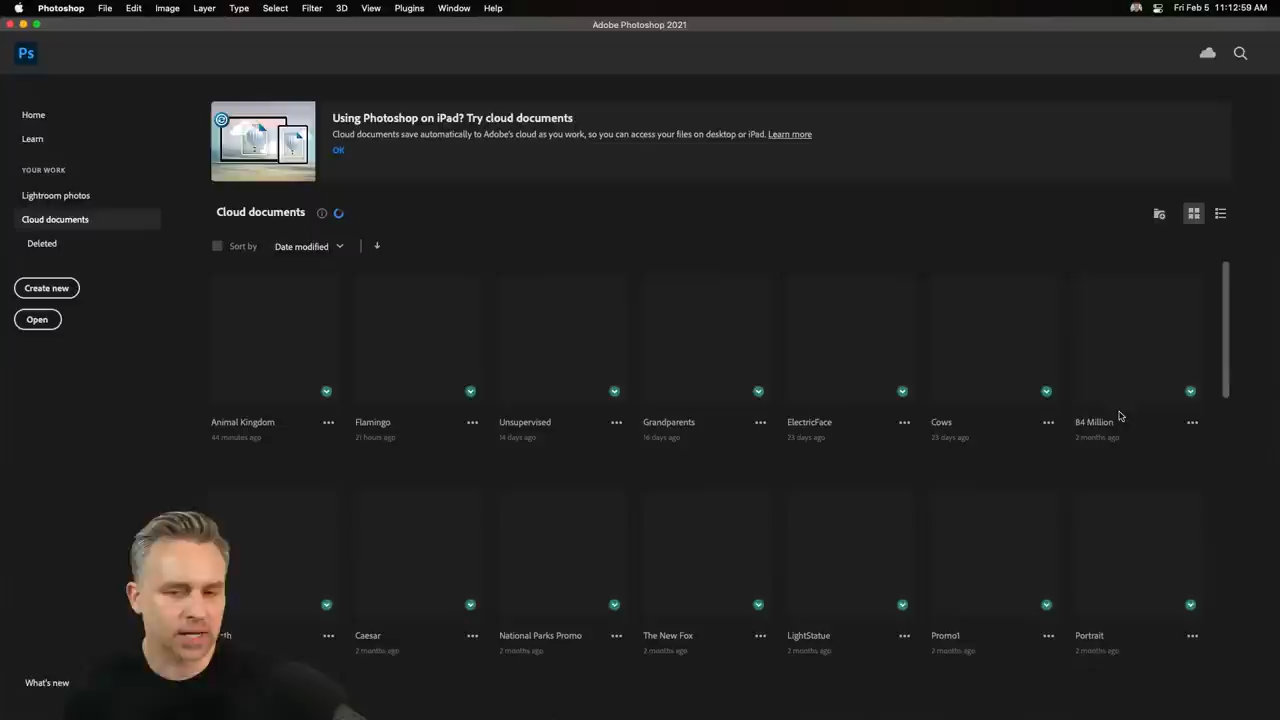 Photoshop File Edit Image Layer Type Select Filter 3D View Plugins Window Help Fri Feb 5 11:12:59 AM
Adobe Photoshop 2021
Ps
Home
Learn
YOUR WORK
Lightroom photos
Cloud documents
Deleted
Create new
Open
What's new
Using Photoshop on iPad? Try cloud documents
Cloud documents save automatically to Adobe's cloud as you work, so you can access your files on desktop or iPad. Learn more
OK
Cloud documents
Sort by Date modified
Animal Kingdom Flamingo Unsupervised Grandparents ElectricFace Cows B4 Million
44 minutes ago 21 hours ago 14 days ago 16 days ago 23 days ago 23 days ago 2 months ago
Caesar National Parks Promo The New Fox LightStatue Promo1 Portrait
2 months ago 2 months ago 2 months ago 2 months ago 2 months ago 2 months ago